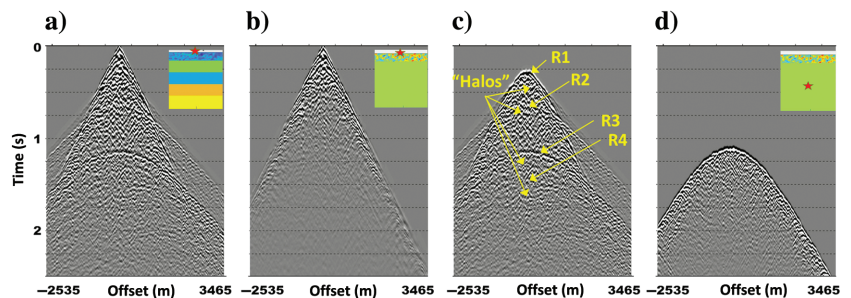 a)
b)
c)
d)
0
1
2
Time (s)
R1
"Halos"
R2
R3
R4
−2535 Offset (m) 3465
−2535 Offset (m) 3465
−2535 Offset (m) 3465
−2535 Offset (m) 3465